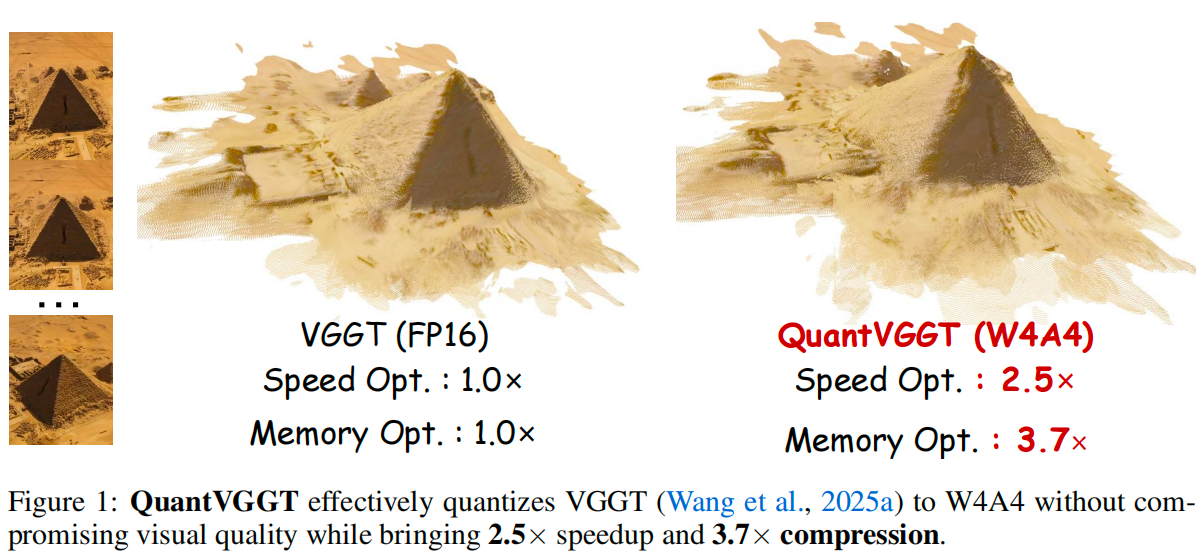 ...
VGGT (FP16)
Speed Opt. : 1.0×
Memory Opt. : 1.0×
QuantVGGT (W4A4)
Speed Opt. : 2.5×
Memory Opt. : 3.7×
Figure 1: QuantVGGT effectively quantizes VGGT (Wang et al., 2025a) to W4A4 without com-
promising visual quality while bringing 2.5× speedup and 3.7× compression.